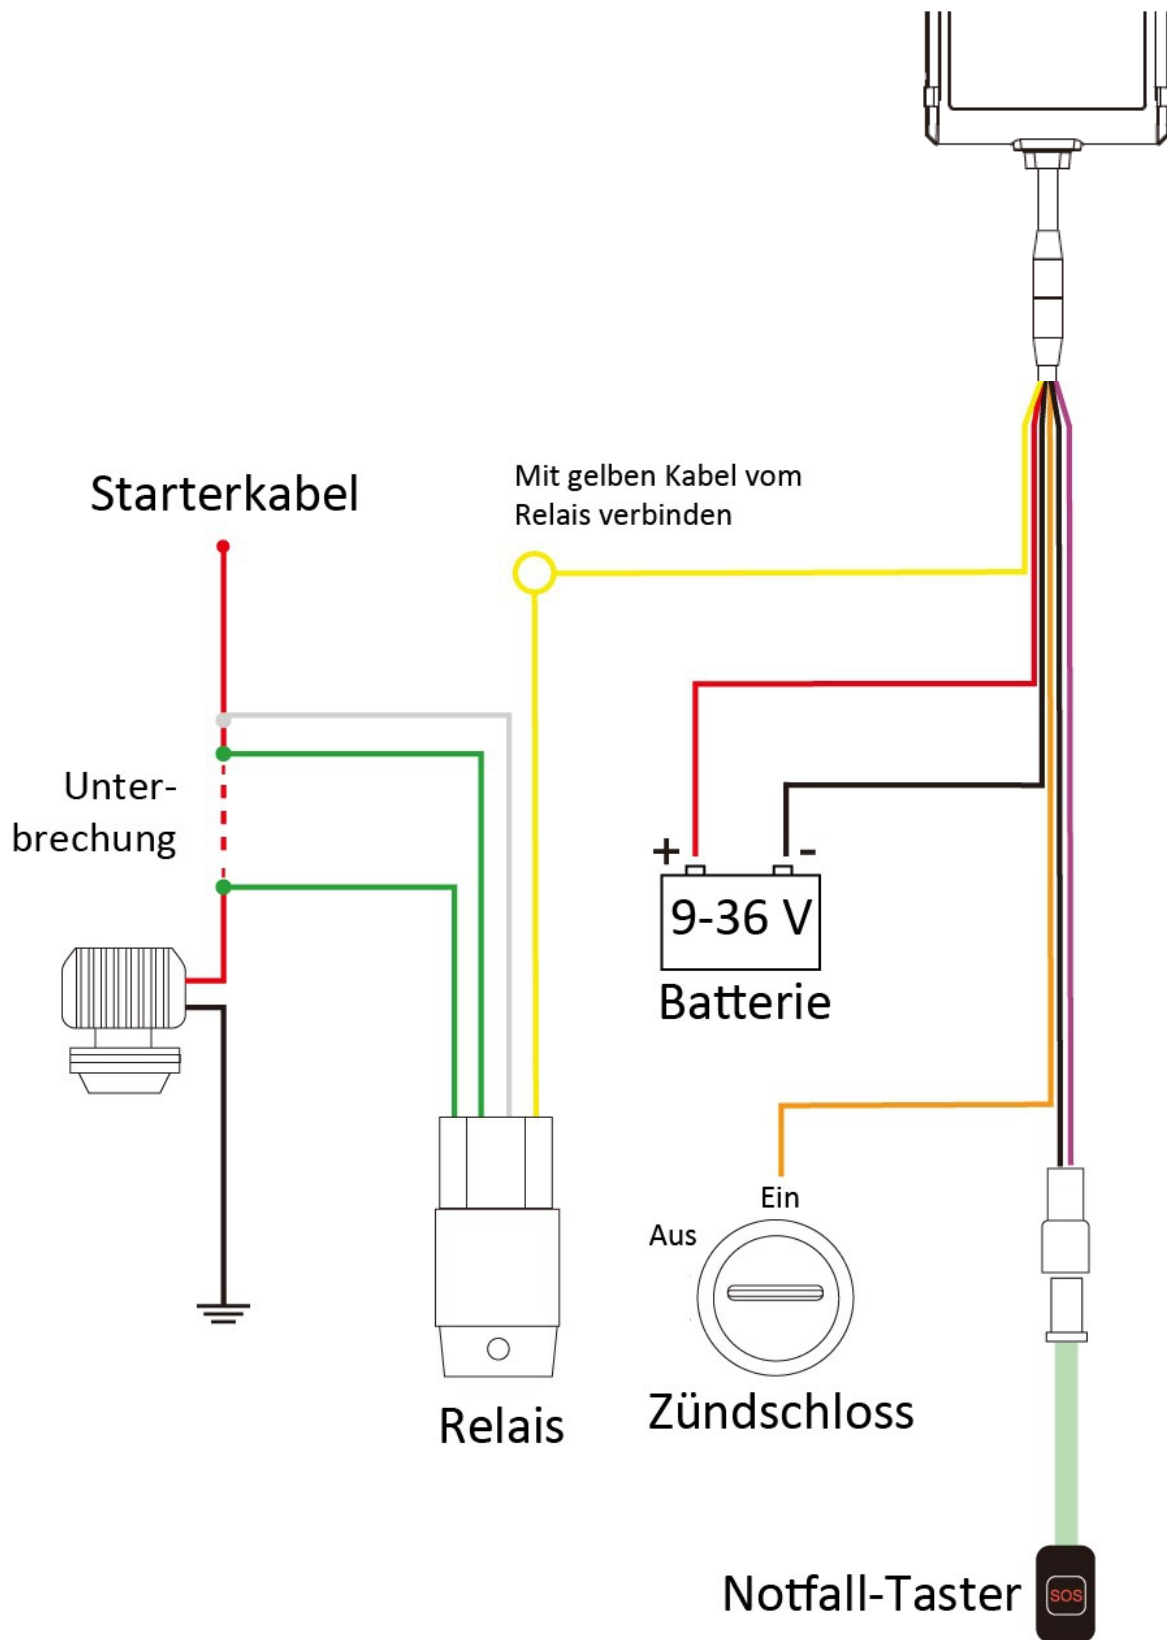 Starterkabel
Mit gelben Kabel vom
Relais verbinden
Unter-
brechung
+ -
9-36 V
Batterie
Ein
Aus
Relais
Zündschloss
Notfall-Taster
SOS